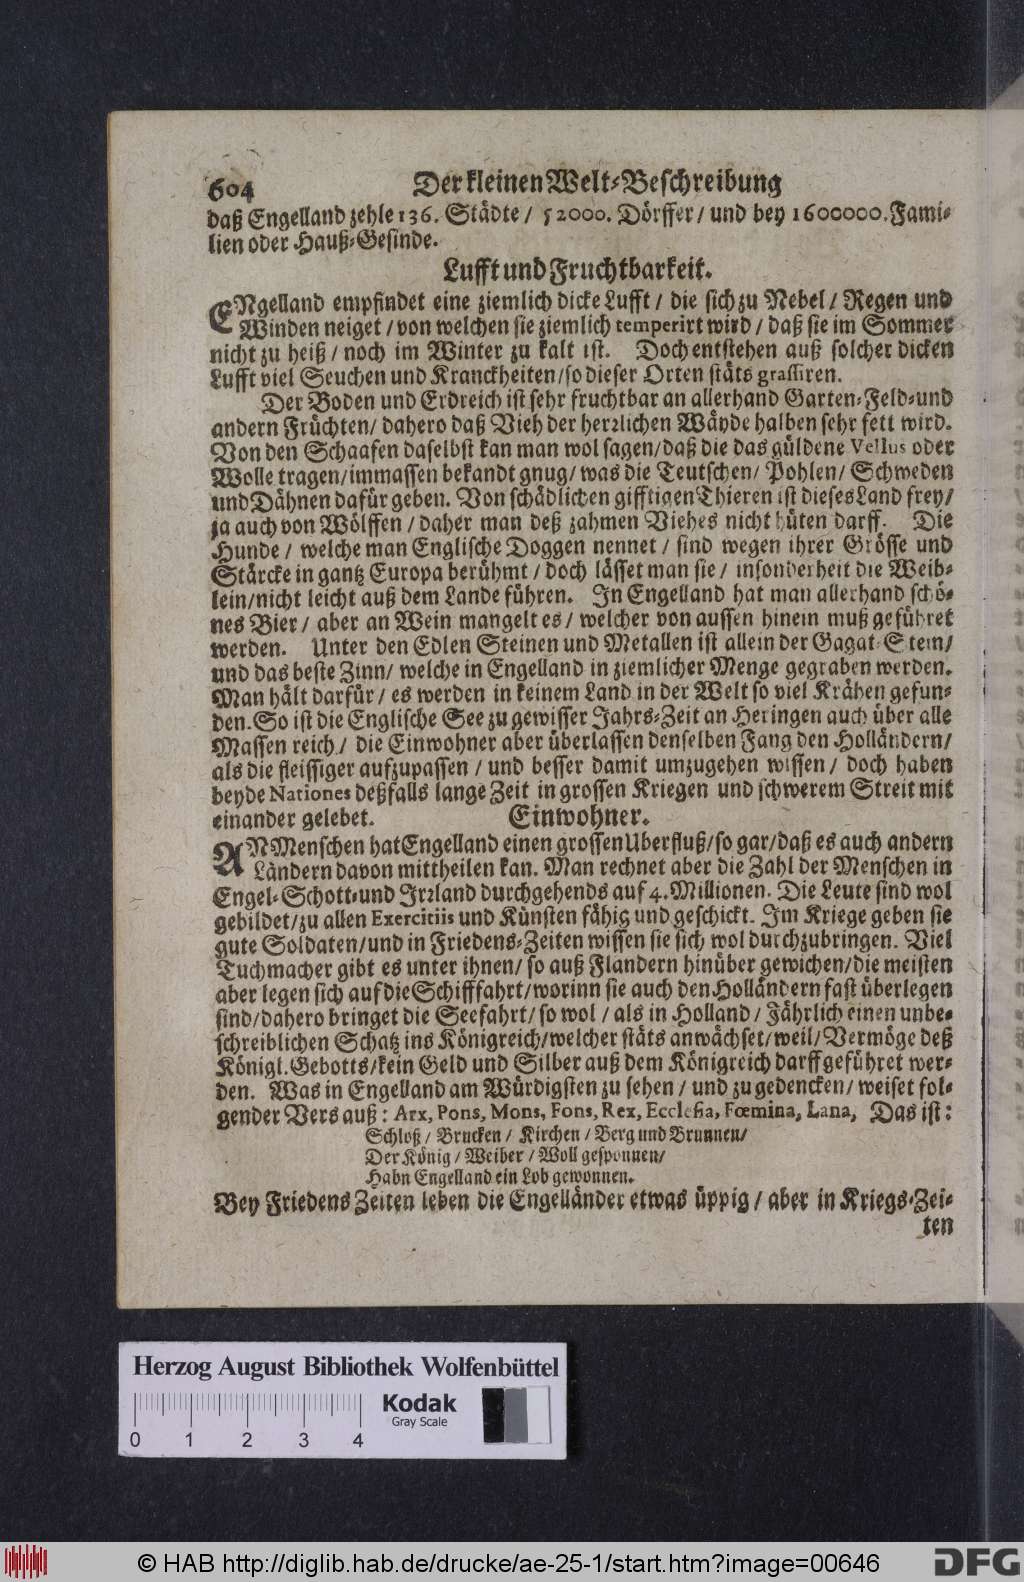 604 Der kleinen Welt-Beschreibung
daß Engelland zehle 136. Städte / 52000. Dörffer / und bey 1600000. Fami-
lien oder Hauß-Gesinde.
Lufft und Fruchtbarkeit.
ENgelland empfindet eine ziemlich dicke Lufft / die sich zu Nebel / Regen und
Winden neiget / von welchen sie ziemlich temperirt wird / daß sie im Sommer
nicht zu heiß / noch im Winter zu kalt ist. Doch entstehen auß solcher dicken
Lufft viel Seuchen und Kranckheiten / so dieser Orten stäts grassiren.
Der Boden und Erdreich ist sehr fruchtbar an allerhand Garten-Feld-und
andern Früchten / dahero daß Vieh der herrlichen Wäyde halben sehr fett wird.
Von den Schaafen daselbst kan man wol sagen / daß die das güldene Vellus oder
Wolle tragen / immassen bekandt gnug / was die Teutschen / Pohlen / Schweden
und Dähnen dafür geben. Von schädlichen gifftigen Thieren ist dieses Land frey /
ja auch von Wölffen / daher man deß zahmen Viehes nicht hüten darff. Die
Hunde / welche man Englische Doggen nennet / sind wegen ihrer Grösse und
Stärcke in gantz Europa berühmt / doch lässet man sie / insonderheit die Weib-
lein / nicht leicht auß dem Lande führen. In Engelland hat man allerhand schö-
nes Bier / aber an Wein mangelt es / welcher von aussen hinein muß geführet
werden. Unter den Edlen Steinen und Metallen ist allein der Gagat-Stein /
und das beste Zinn / welche in Engelland in ziemlicher Menge gegraben werden.
Man hält darfür / es werden in keinem Land in der Welt so viel Krähen gefun-
den. So ist die Englische See zu gewisser Jahrs-Zeit an Heringen auch über alle
Massen reich / die Einwohner aber überlassen denselben Fang den Holländern /
als die fleissiger aufzupassen / und besser damit umzugehen wissen / doch haben
beyde Nationes deßfalls lange Zeit in grossen Kriegen und schwerem Streit mit
einander gelebet. Einwohner.
AN Menschen hat Engelland einen grossen Uberfluß / so gar / daß es auch andern
Ländern davon mittheilen kan. Man rechnet aber die Zahl der Menschen in
Engel-Schott-und Irrland durchgehends auf 4. Millionen. Die Leute sind wol
gebildet / zu allen Exercitiis und Künsten fähig und geschickt. Im Kriege geben sie
gute Soldaten / und in Friedens-Zeiten wissen sie sich wol durchzubringen. Viel
Tuchmacher gibt es unter ihnen / so auß Flandern hinüber gewichen / die meisten
aber legen sich auf die Schifffahrt / worinn sie auch den Holländern fast überlegen
sind / dahero bringet die Seefahrt / so wol / als in Holland / Jährlich einen unbe-
schreiblichen Schatz ins Königreich / welcher stäts anwächset / weil / Vermöge deß
Königl. Gebotts / kein Geld und Silber auß dem Königreich darff geführet wer-
den. Was in Engelland am Würdigsten zu sehen / und zu gedencken / weiset fol-
gender Vers auß : Arx, Pons, Mons, Fons, Rex, Ecclesia, Fœmina, Lana, Das ist :
Schloß / Brucken / Kirchen / Berg und Brunnen /
Der König / Weiber / Woll gesponnen /
Habn Engelland ein Lob gewonnen.
Bey Friedens Zeiten leben die Engelländer etwas üppig / aber in Kriegs-Zei-
ten
Herzog August Bibliothek Wolfenbüttel
Kodak
Gray Scale
0 1 2 3 4
© HAB http://diglib.hab.de/drucke/ae-25-1/start.htm?image=00646
DFG